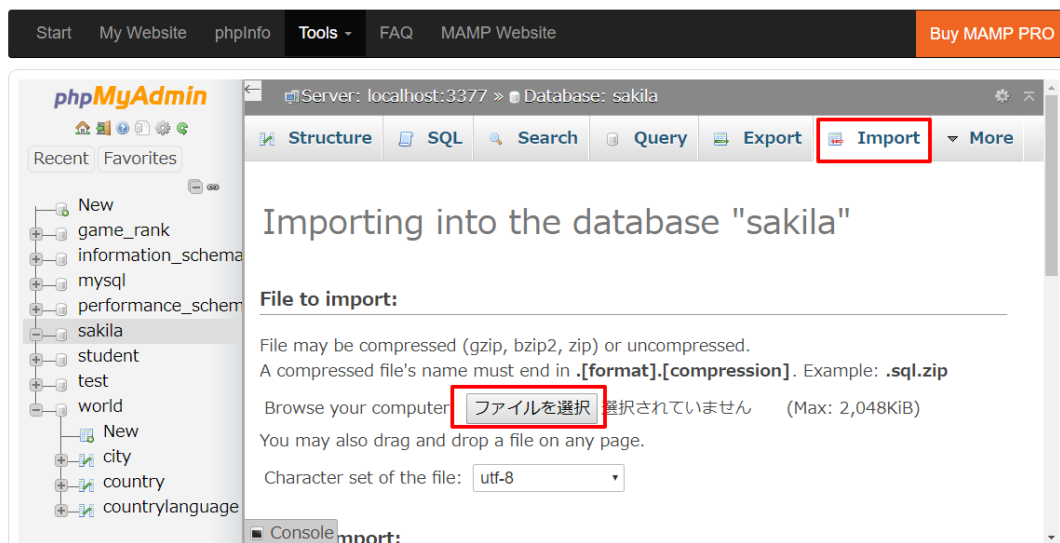 Start My Website phpInfo Tools FAQ MAMP Website Buy MAMP PRO
phpMyAdmin
Recent Favorites
New
game_rank
information_schema
mysql
performance_schem
sakila
student
test
world
New
city
country
countrylanguage
Server: localhost:3377 » Database: sakila
Structure SQL Search Query Export Import More
Importing into the database "sakila"
File to import:
File may be compressed (gzip, bzip2, zip) or uncompressed.
A compressed file's name must end in .[format].[compression]. Example: .sql.zip
Browse your computer ファイルを選択 選択されていません (Max: 2,048KiB)
You may also drag and drop a file on any page.
Character set of the file: utf-8
Console mport: